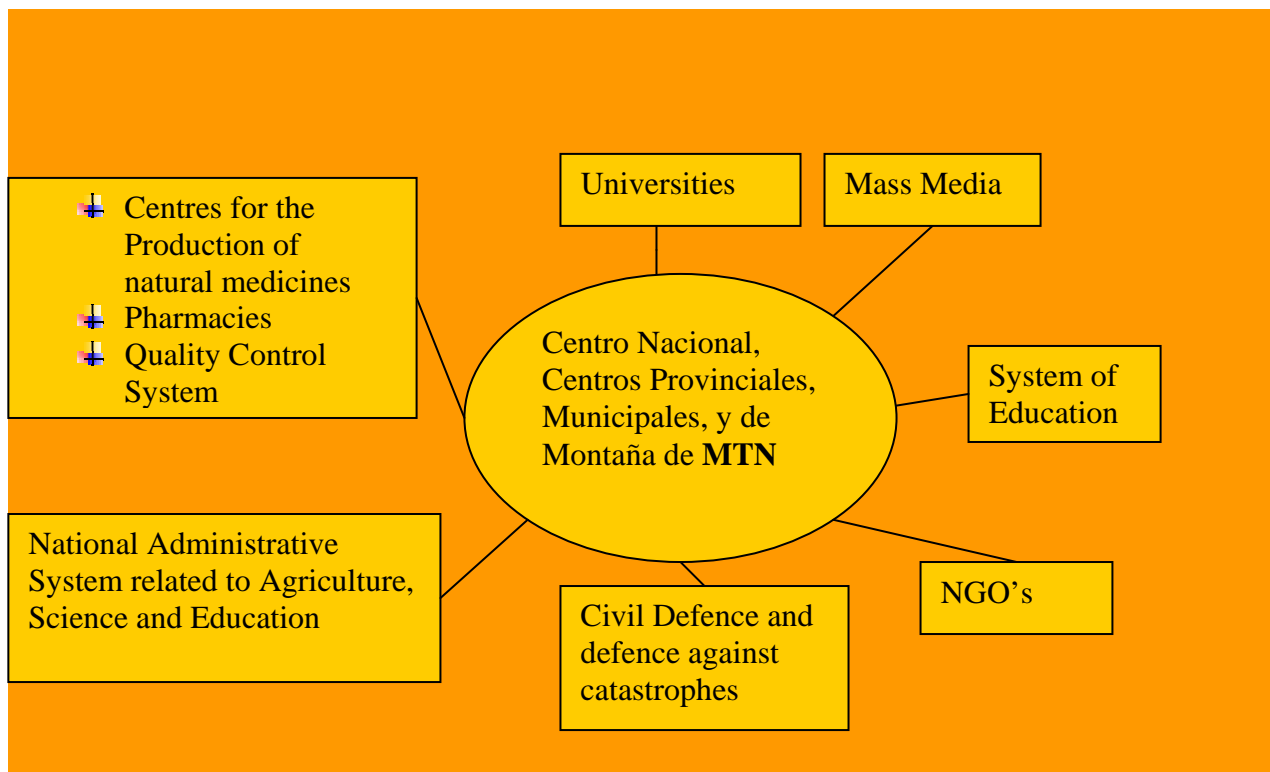 Universities
Mass Media
Centres for the
Production of
natural medicines
Pharmacies
Quality Control
System
Centro Nacional,
Centros Provinciales,
Municipales, y de
Montaña de MTN
System of
Education
National Administrative
System related to Agriculture,
Science and Education
Civil Defence and
defence against
catastrophes
NGO’s